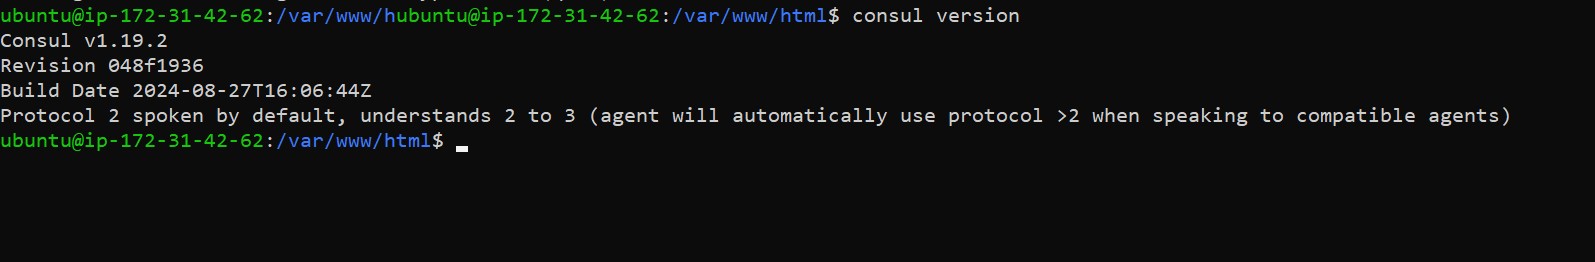 ubuntu@ip-172-31-42-62:/var/www/hubuntu@ip-172-31-42-62:/var/www/html$ consul version
Consul v1.19.2
Revision 048f1936
Build Date 2024-08-27T16:06:44Z
Protocol 2 spoken by default, understands 2 to 3 (agent will automatically use protocol >2 when speaking to compatible agents)
ubuntu@ip-172-31-42-62:/var/www/html$